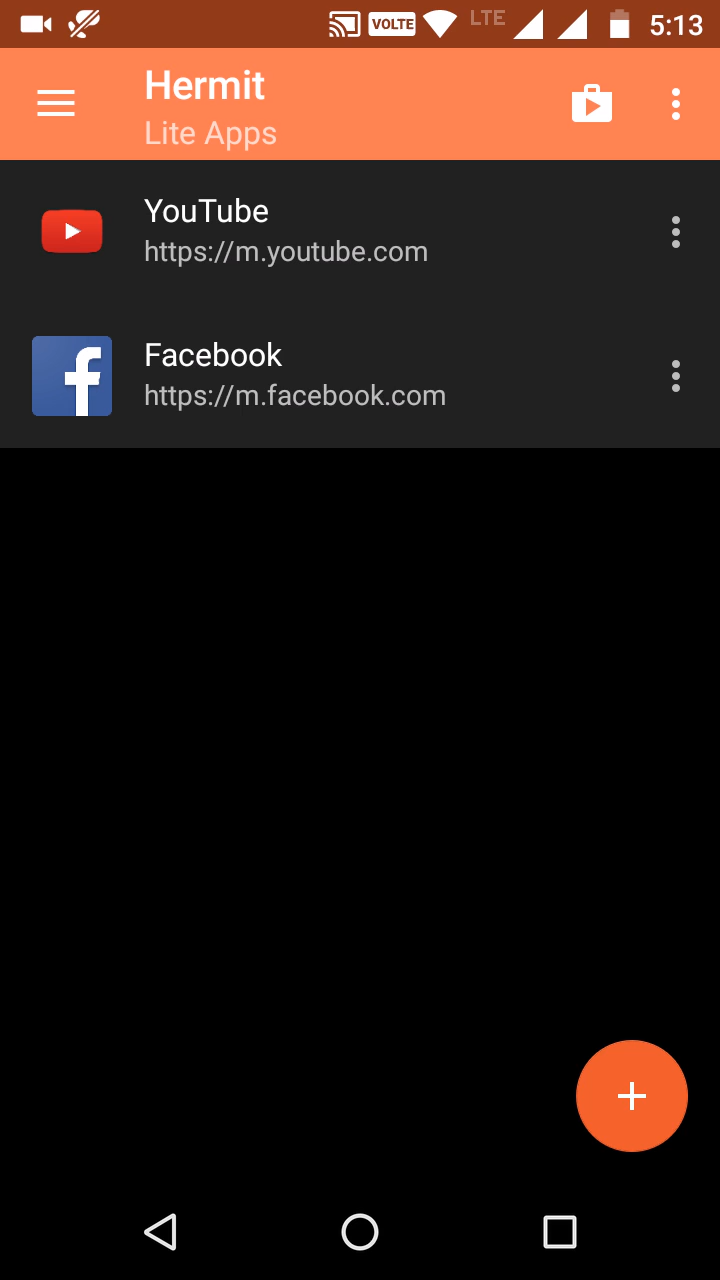 VOLTE LTE 5:13
Hermit
Lite Apps
YouTube
https://m.youtube.com
Facebook
https://m.facebook.com